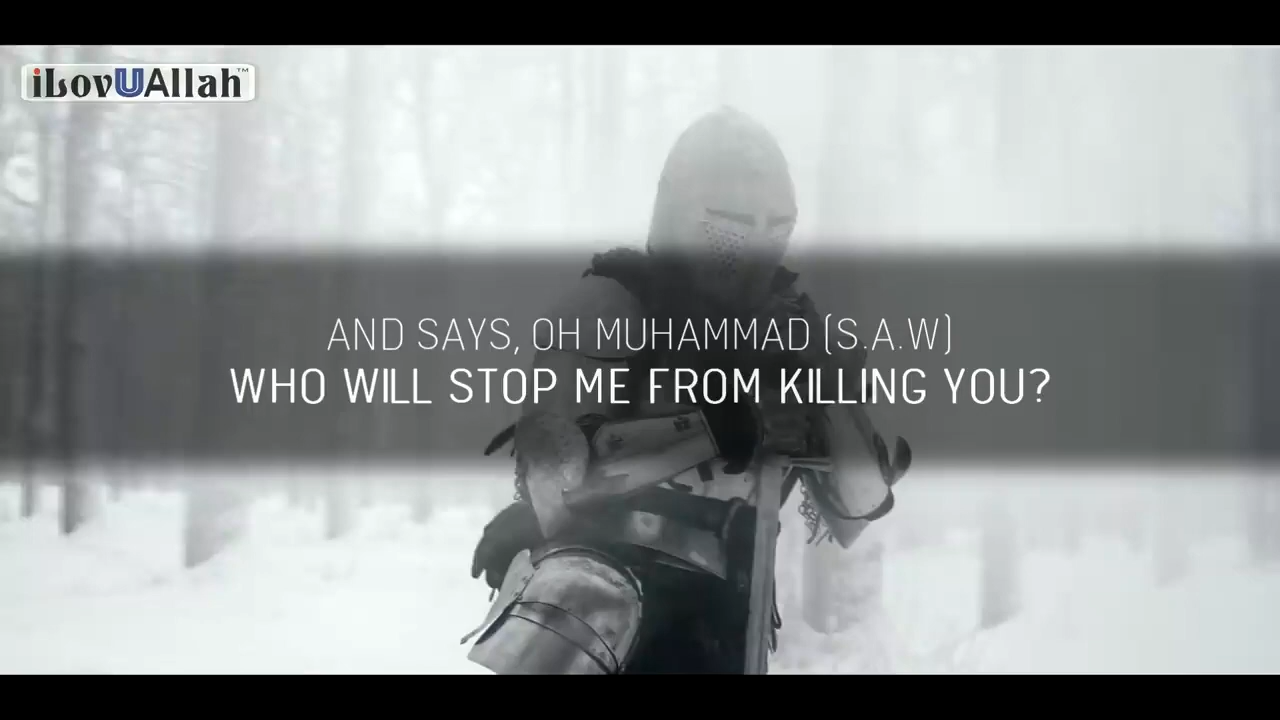 iLovUAllah™
AND SAYS, OH MUHAMMAD (S.A.W)
WHO WILL STOP ME FROM KILLING YOU?